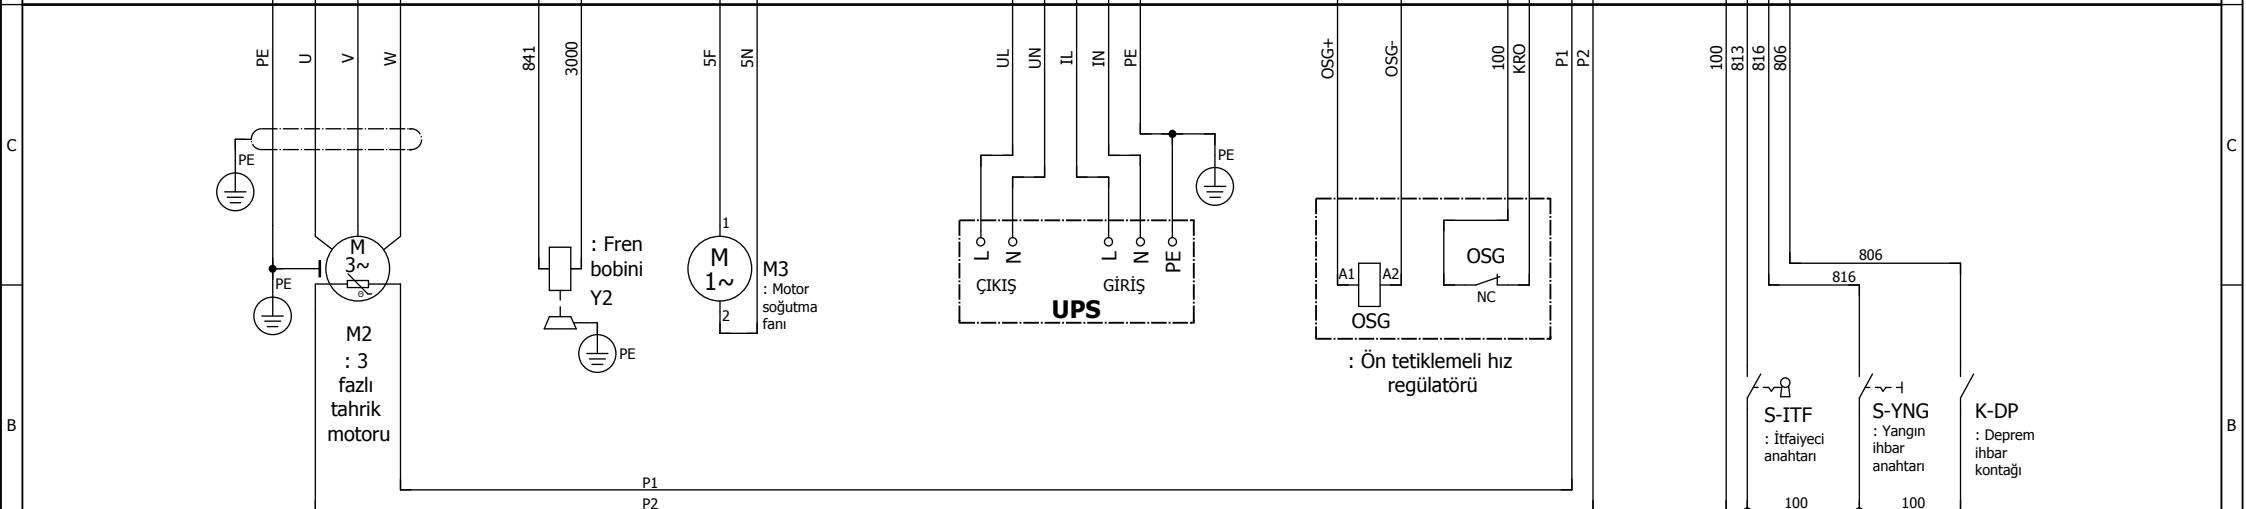 PE
U
V
W
841
3000
5F
5N
UL
UN
IL
IN
PE
OSG+
OSG-
100
KRO
P1
P2
100
813
816
806
C
C
PE
PE
M
3~
Θ
PE
M2
: 3
fazlı
tahrik
motoru
: Fren
bobini
Y2
PE
1
M
1~
2
M3
: Motor
soğutma
fanı
L
N
L
N
PE
ÇIKIŞ
GİRİŞ
UPS
A1
A2
OSG
OSG
NC
: Ön tetiklemeli hız
regülatörü
806
816
S-ITF
: İtfaiyeci
anahtarı
S-YNG
: Yangın
ihbar
anahtarı
K-DP
: Deprem
ihbar
kontağı
B
B
P1
P2
100
100